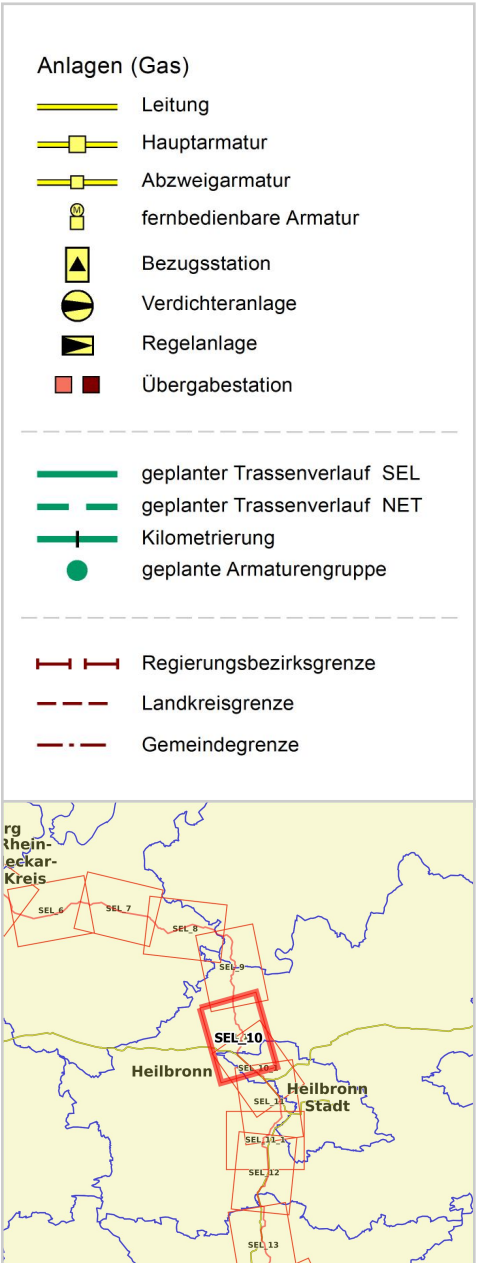 Anlagen (Gas)
Leitung
Hauptarmatur
Abzweigarmatur
M
fernbedienbare Armatur
Bezugsstation
Verdichteranlage
Regelanlage
Übergabestation
geplanter Trassenverlauf SEL
geplanter Trassenverlauf NET
Kilometrierung
geplante Armaturengruppe
Regierungsbezirksgrenze
Landkreisgrenze
Gemeindegrenze
rg
Rhein-
eckar-
Kreis
SEL_6
SEL_7
SEL_8
SEL_9
SEL_10
SEL_10_1
Heilbronn
Heilbronn
Stadt
SEL_11
SEL_11_1
SEL_12
SEL_13